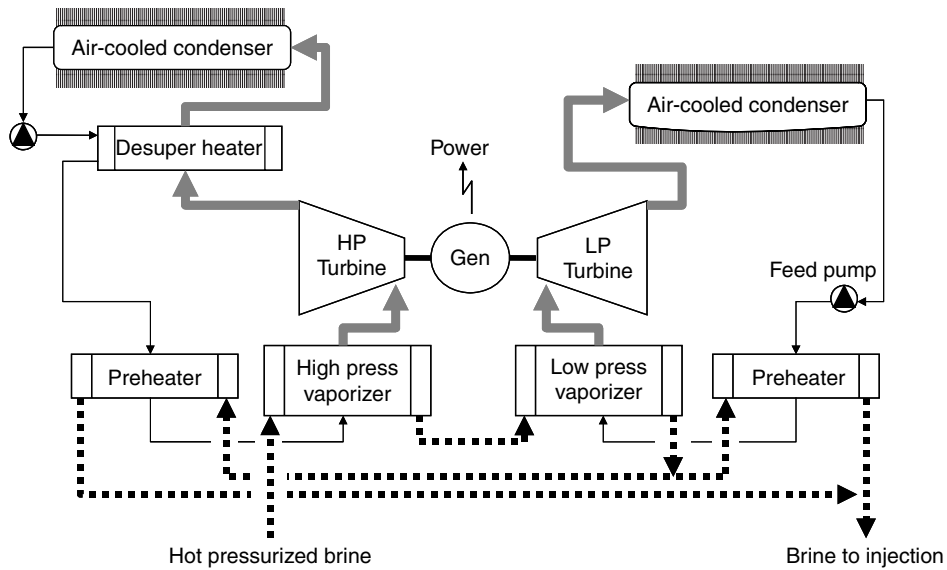 Air-cooled condenser
Air-cooled condenser
Desuper heater
Power
HP
Turbine
Gen
LP
Turbine
Feed pump
Preheater
High press
vaporizer
Low press
vaporizer
Preheater
Hot pressurized brine
Brine to injection